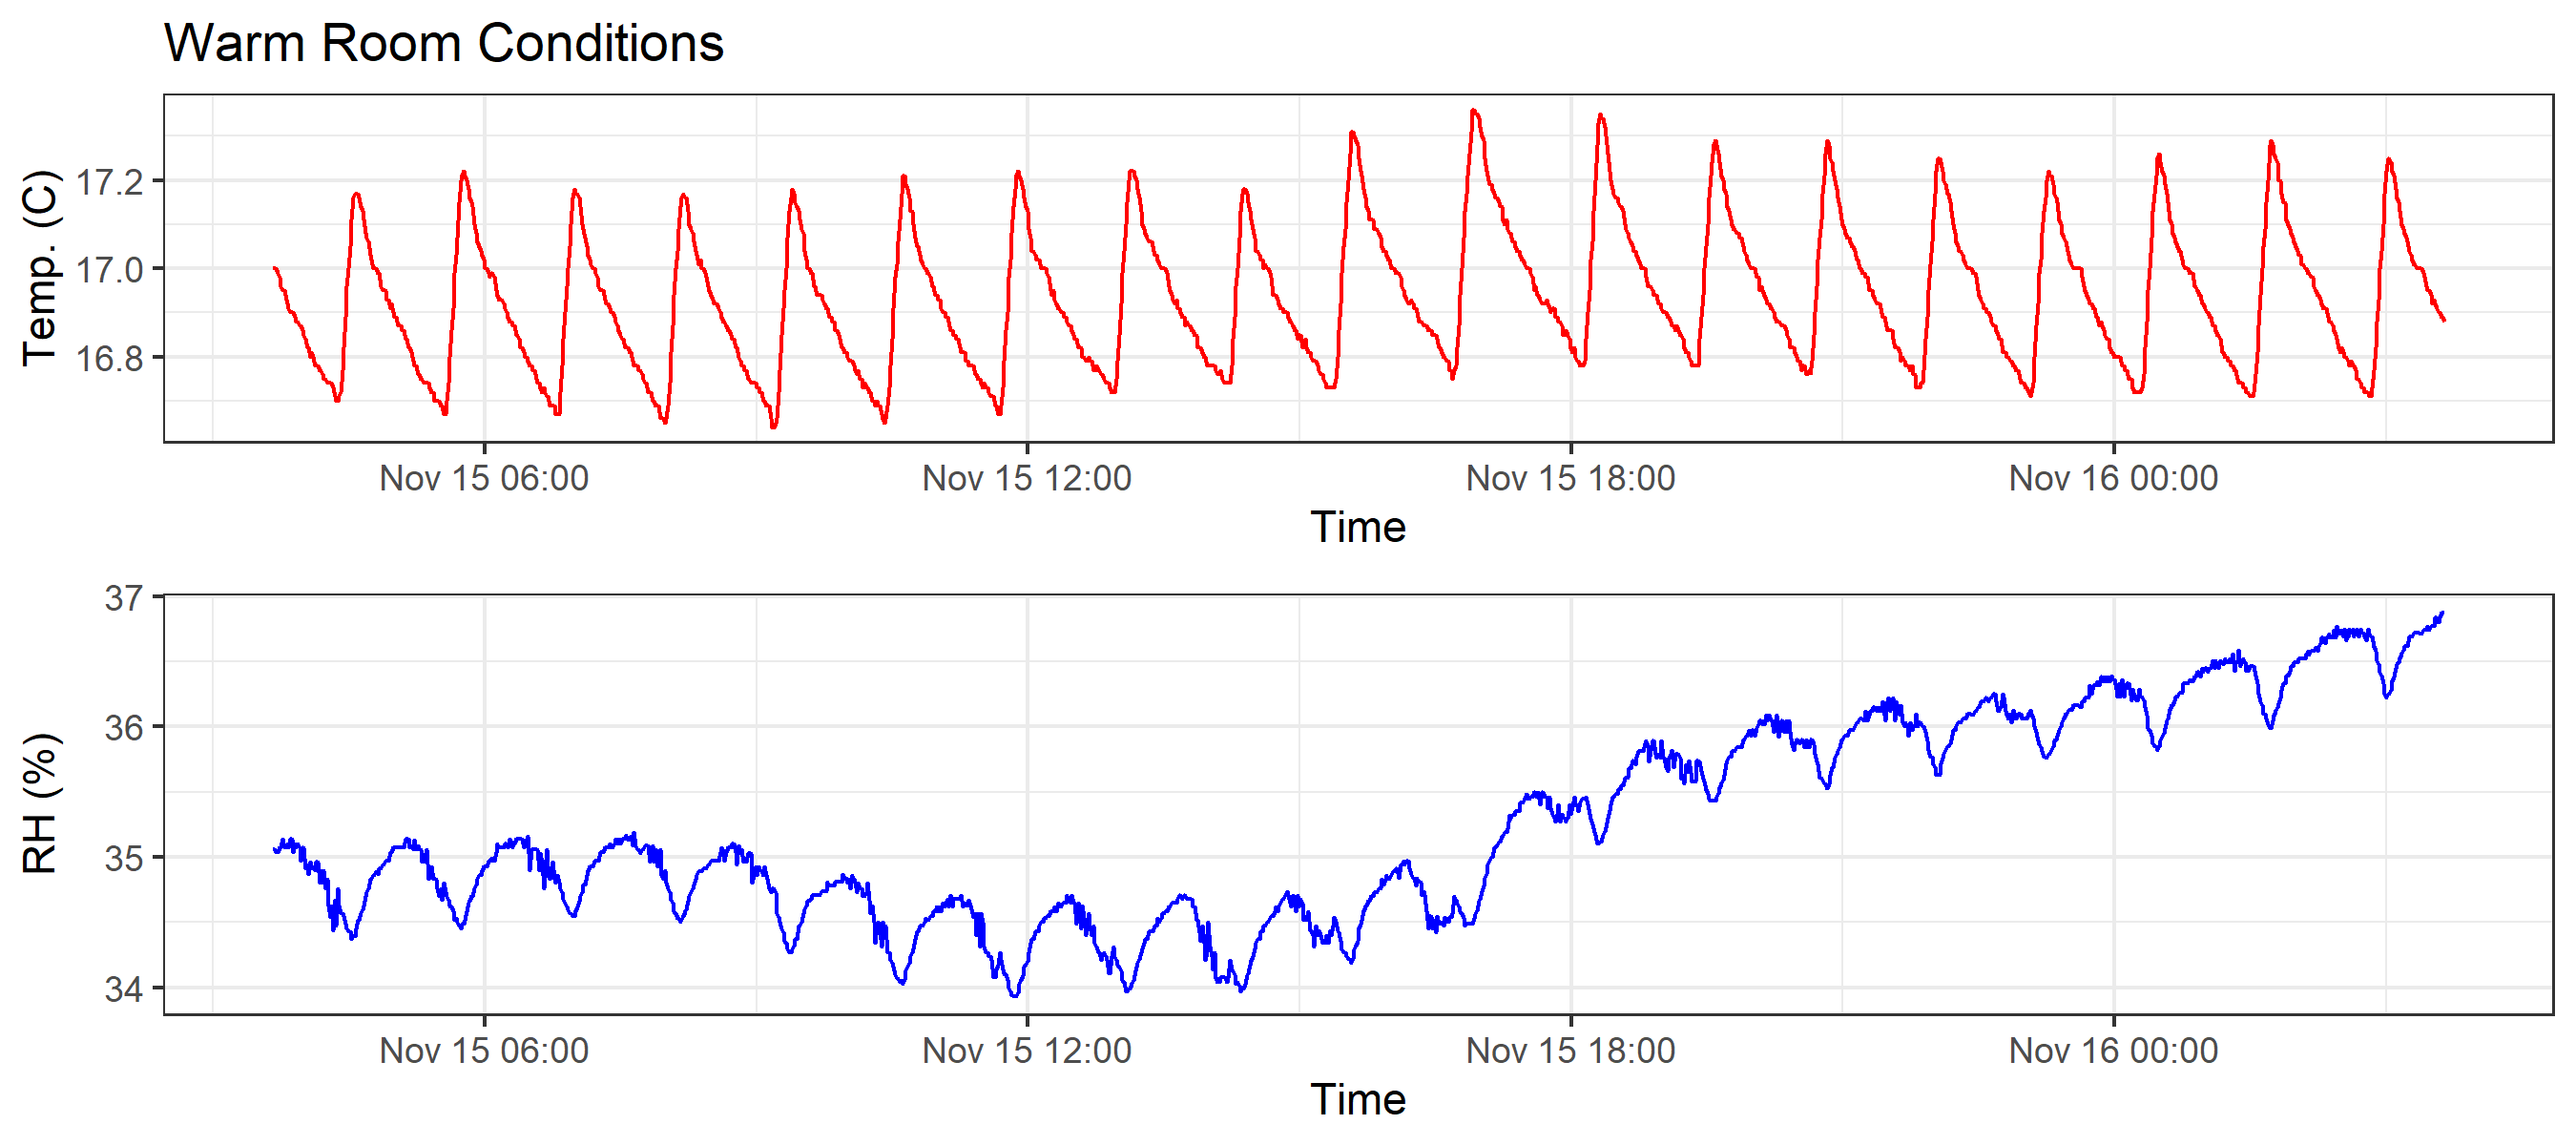 Warm Room Conditions
Temp. (C)
17.2
17.0
16.8
Nov 15 06:00 Nov 15 12:00 Nov 15 18:00 Nov 16 00:00
Time
RH (%)
37
36
35
34
Nov 15 06:00 Nov 15 12:00 Nov 15 18:00 Nov 16 00:00
Time